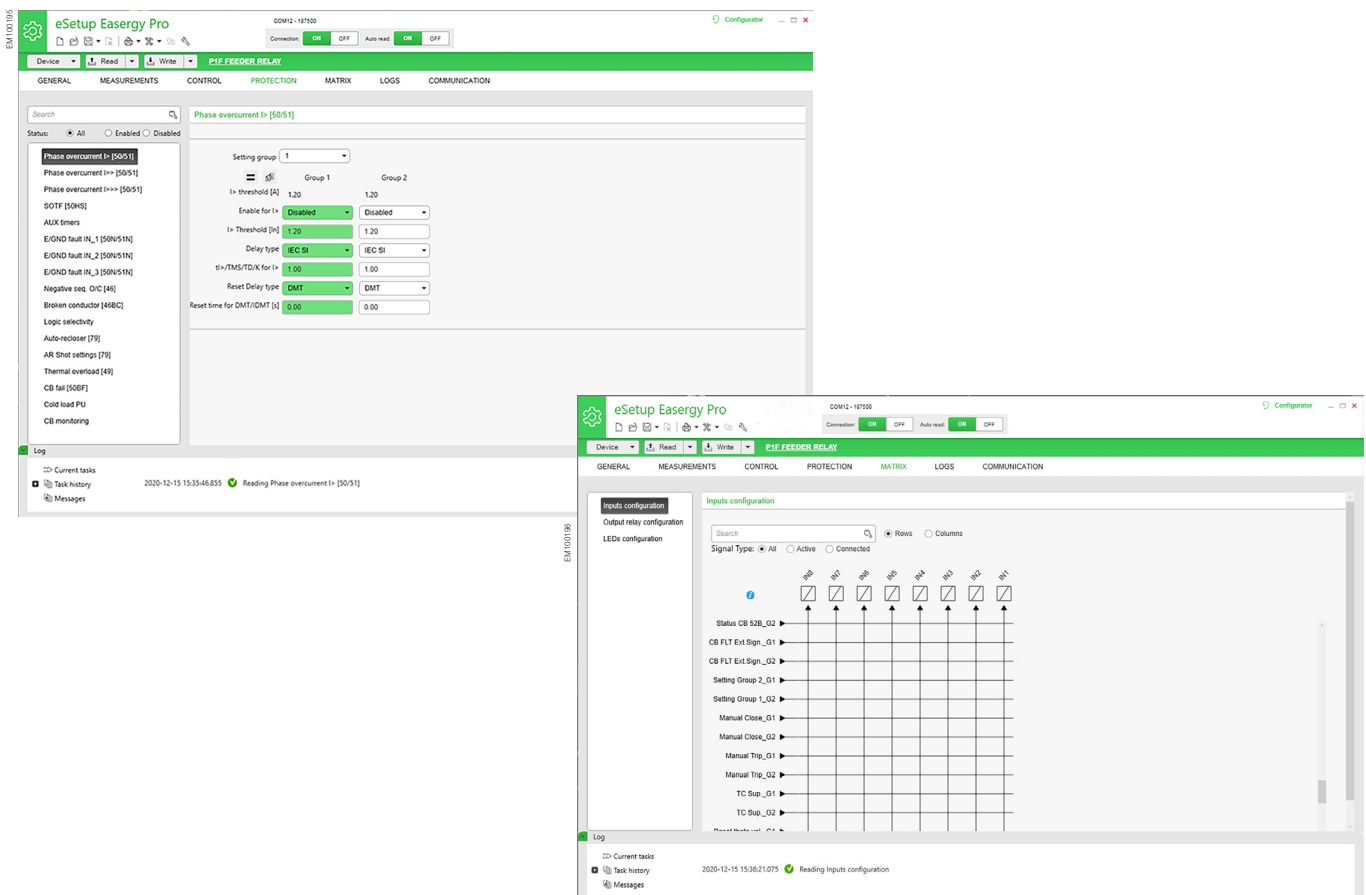 EM100195
eSetup Easergy Pro
COM12 - 187500
Configurator
Connection: ON OFF Auto read: ON OFF
Device Read Write P1F FEEDER RELAY
GENERAL MEASUREMENTS CONTROL PROTECTION MATRIX LOGS COMMUNICATION
Search
Status: All Enabled Disabled
Phase overcurrent I> [50/51]
Phase overcurrent I>> [50/51]
Phase overcurrent I>>> [50/51]
SOTF [50HS]
AUX timers
E/GND fault IN_1 [50N/51N]
E/GND fault IN_2 [50N/51N]
E/GND fault IN_3 [50N/51N]
Negative seq. O/C [46]
Broken conductor [46BC]
Logic selectivity
Auto-recloser [79]
AR Shot settings [79]
Thermal overload [49]
CB fail [50BF]
Cold load PU
CB monitoring
Phase overcurrent I> [50/51]
Setting group 1
Group 1 Group 2
I> threshold [A] 1.20 1.20
Enable for I> Disabled Disabled
I> Threshold [In] 1.20 1.20
Delay type IEC SI IEC SI
tI>/TMS/TD/K for I> 1.00 1.00
Reset Delay type DMT DMT
Reset time for DMT/IDMT [s] 0.00 0.00
Log
Current tasks
Task history 2020-12-15 15:35:46.855 Reading Phase overcurrent I> [50/51]
Messages
EM100196
eSetup Easergy Pro
COM12 - 187500
Configurator
Connection: ON OFF Auto read: ON OFF
Device Read Write P1F FEEDER RELAY
GENERAL MEASUREMENTS CONTROL PROTECTION MATRIX LOGS COMMUNICATION
Inputs configuration
Output relay configuration
LEDs configuration
Inputs configuration
Search Rows Columns
Signal Type: All Active Connected
IN8 IN7 IN6 IN5 IN4 IN3 IN2 IN1
Status CB 52B_G2
CB FLT Ext.Sign._G1
CB FLT Ext.Sign._G2
Setting Group 2_G1
Setting Group 1_G2
Manual Close_G1
Manual Close_G2
Manual Trip_G1
Manual Trip_G2
TC Sup._G1
TC Sup._G2
Log
Current tasks
Task history 2020-12-15 15:36:21.075 Reading Inputs configuration
Messages